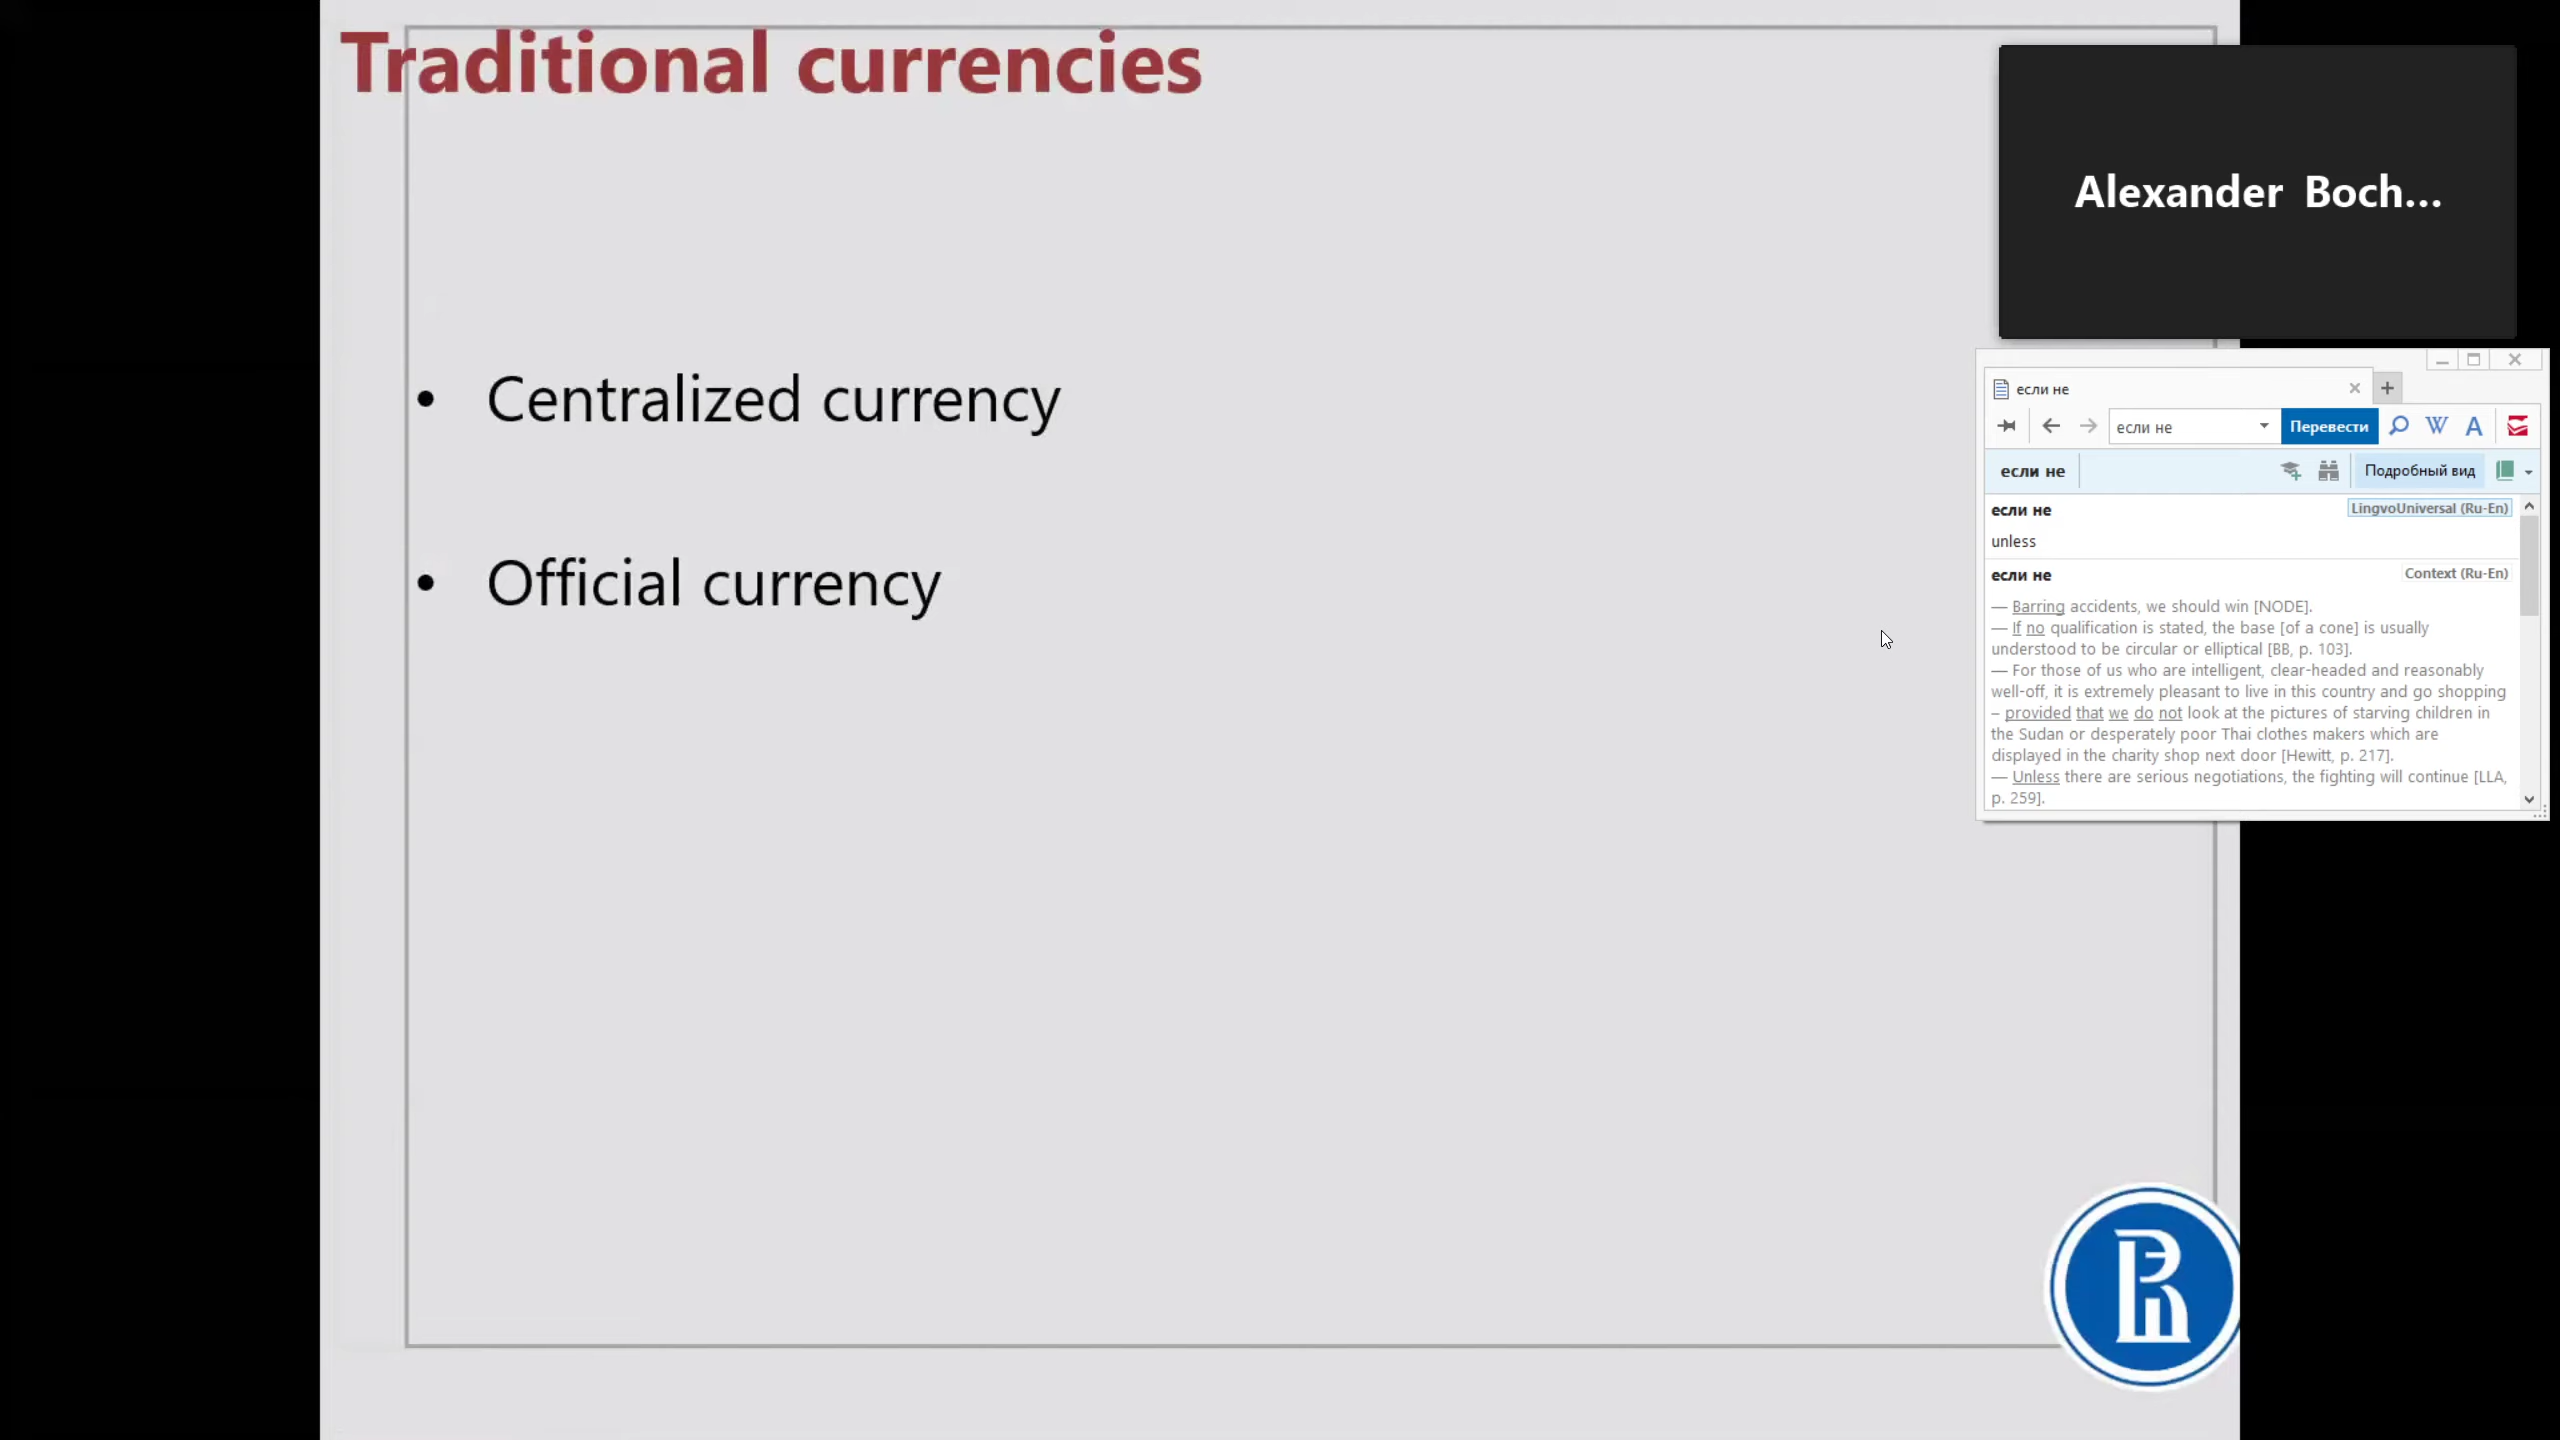 Traditional currencies
• Centralized currency
• Official currency
Alexander Boch...
если не
если не
Перевести
W
A
если не
Подробный вид
если не
LingvoUniversal (Ru-En)
unless
если не
Context (Ru-En)
— Barring accidents, we should win [NODE].
— If no qualification is stated, the base [of a cone] is usually
understood to be circular or elliptical [BB, p. 103].
— For those of us who are intelligent, clear-headed and reasonably
well-off, it is extremely pleasant to live in this country and go shopping
– provided that we do not look at the pictures of starving children in
the Sudan or desperately poor Thai clothes makers which are
displayed in the charity shop next door [Hewitt, p. 217].
— Unless there are serious negotiations, the fighting will continue [LLA,
p. 259].